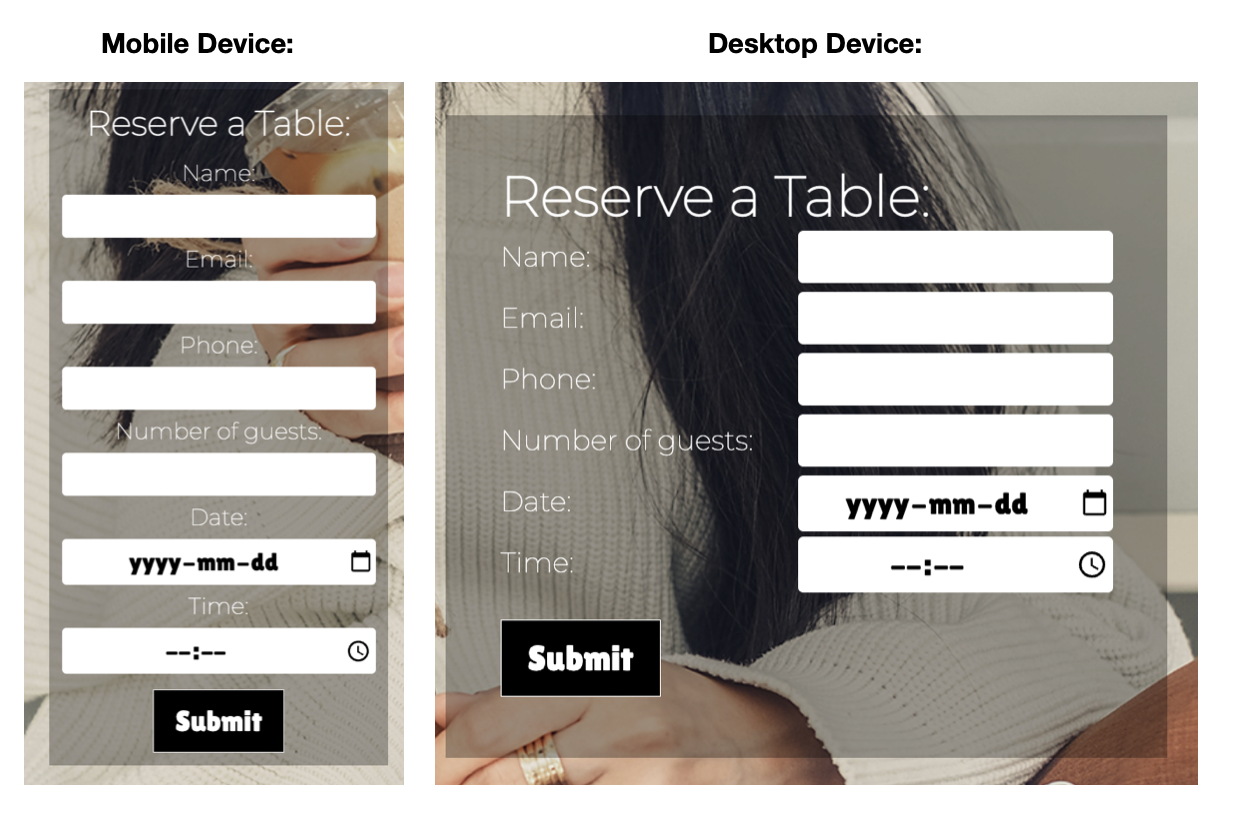 Mobile Device:
Reserve a Table:
Name:
Email:
Phone:
Number of guests:
Date:
yyyy-mm-dd
Time:
--:--
Submit
Desktop Device:
Reserve a Table:
Name:
Email:
Phone:
Number of guests:
Date: yyyy-mm-dd
Time: --:--
Submit